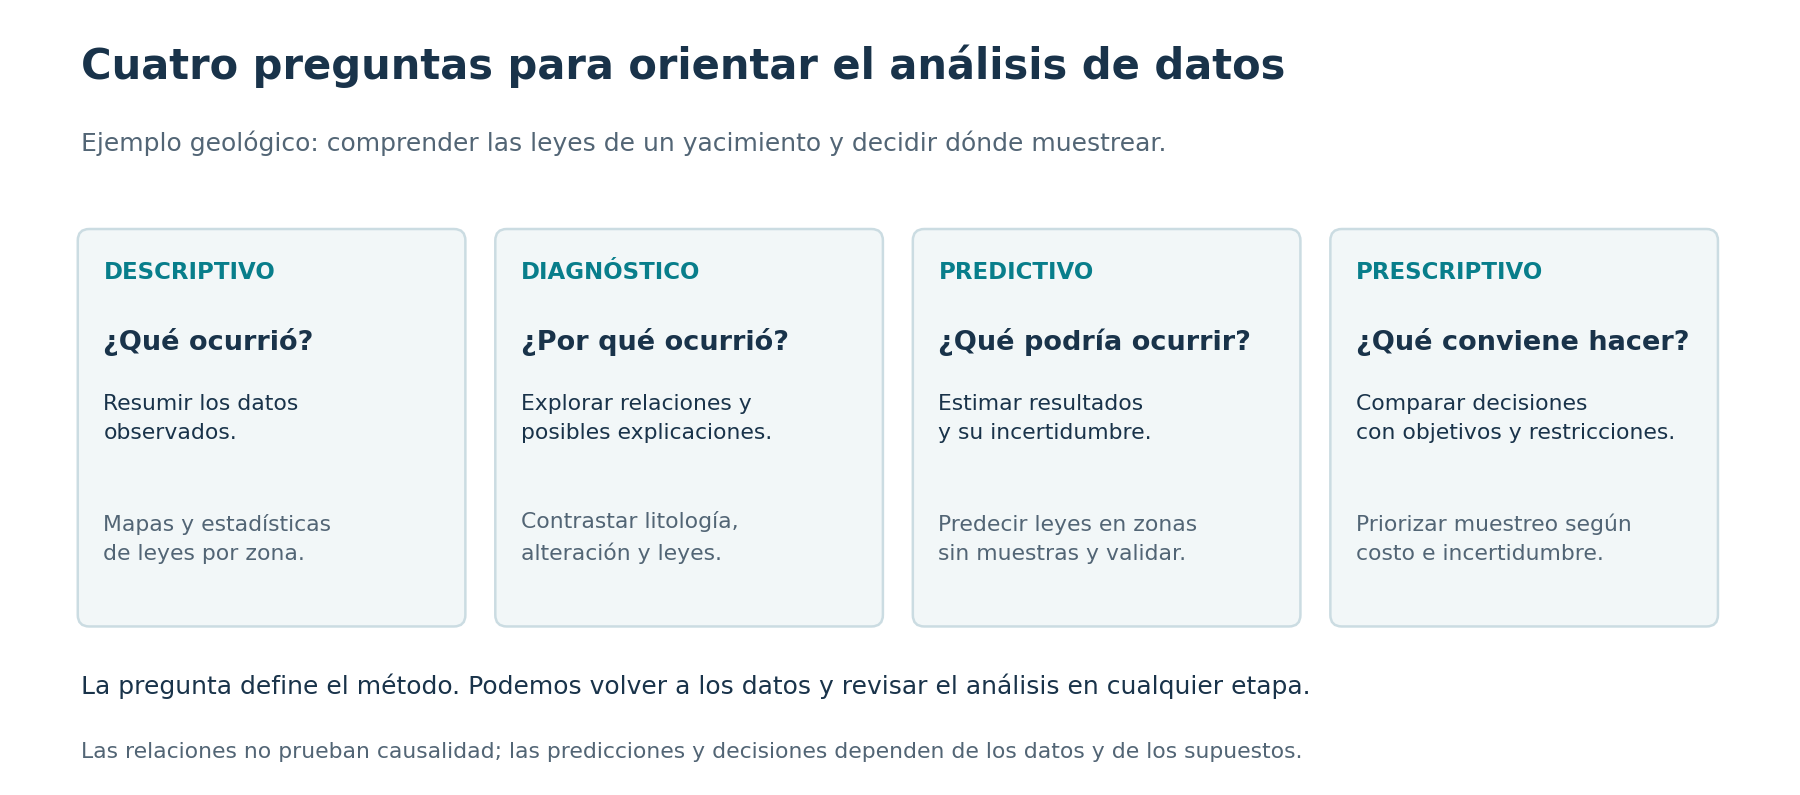 Cuatro preguntas para orientar el análisis de datos
Ejemplo geológico: comprender las leyes de un yacimiento y decidir dónde muestrear.
DESCRIPTIVO
¿Qué ocurrió?
Resumir los datos
observados.
Mapas y estadísticas
de leyes por zona.
DIAGNÓSTICO
¿Por qué ocurrió?
Explorar relaciones y
posibles explicaciones.
Contrastar litología,
alteración y leyes.
PREDICTIVO
¿Qué podría ocurrir?
Estimar resultados
y su incertidumbre.
Predecir leyes en zonas
sin muestras y validar.
PRESCRIPTIVO
¿Qué conviene hacer?
Comparar decisiones
con objetivos y restricciones.
Priorizar muestreo según
costo e incertidumbre.
La pregunta define el método. Podemos volver a los datos y revisar el análisis en cualquier etapa.
Las relaciones no prueban causalidad; las predicciones y decisiones dependen de los datos y de los supuestos.